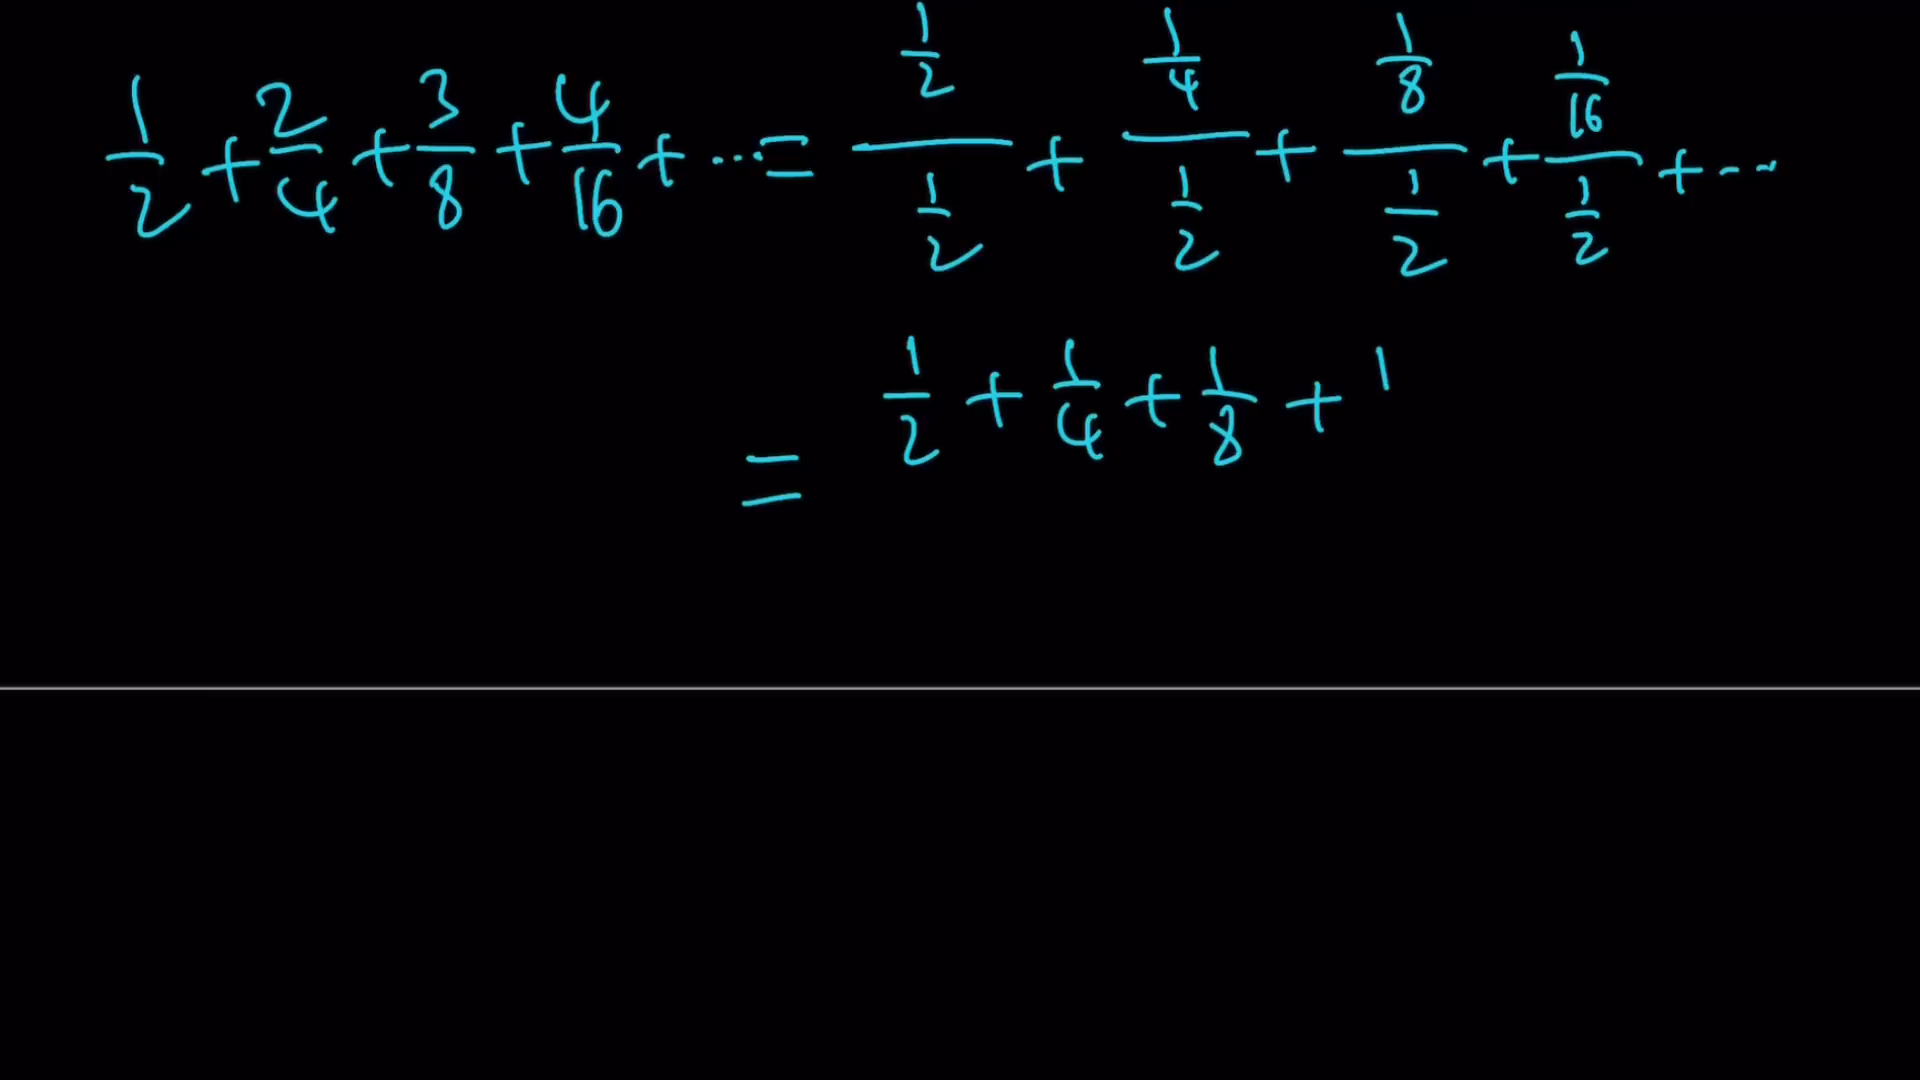 1/2 + 2/4 + 3/8 + 4/16 + ... = (1/2)/(1/2) + (1/4)/(1/2) + (1/8)/(1/2) + (1/16)/(1/2) + ...
= 1/2 + 1/4 + 1/8 + 1